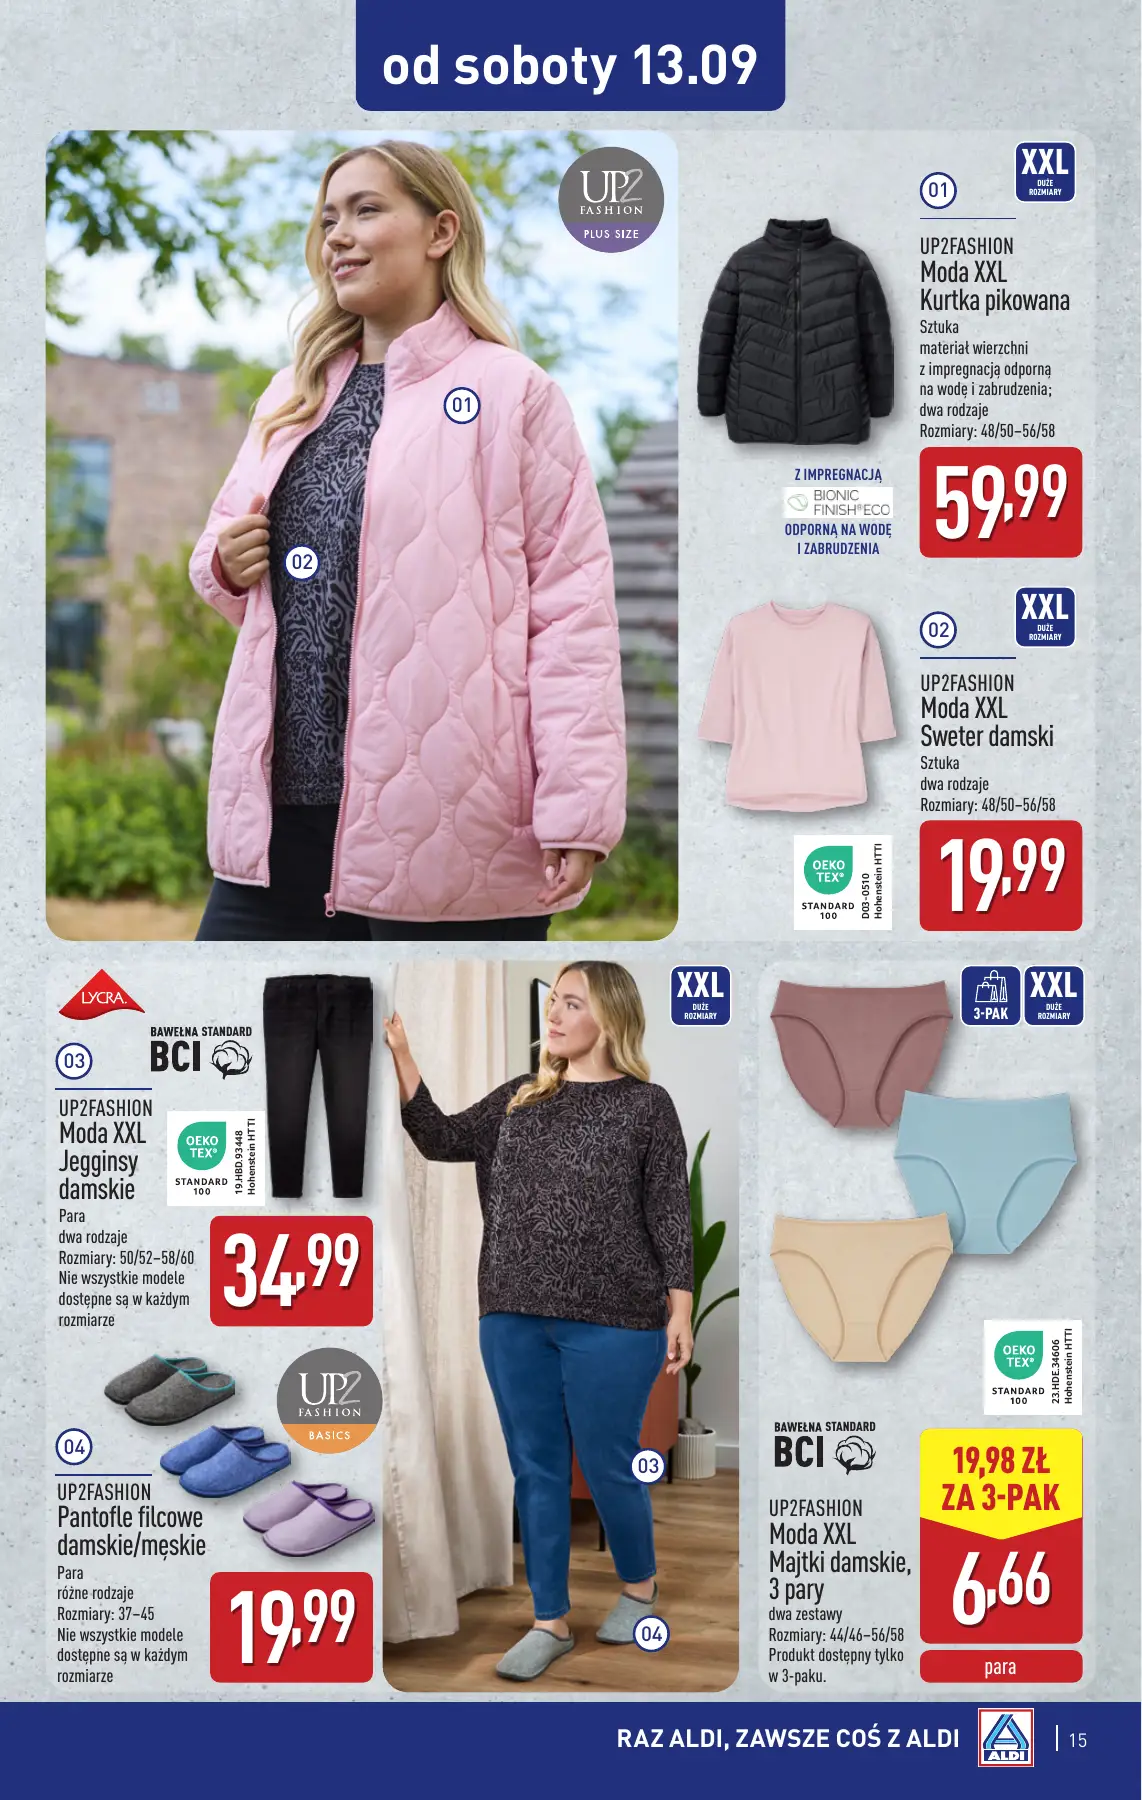 od soboty 13.09
UP2
FASHION
PLUS SIZE
01
02
01
XXL
DUŻE
ROZMIARY
UP2FASHION
Moda XXL
Kurtka pikowana
Sztuka
materiał wierzchni
z impregnacją odporną
na wodę i zabrudzenia;
dwa rodzaje
Rozmiary: 48/50–56/58
59,99
Z IMPREGNACJĄ
BIONIC
FINISH®ECO
ODPORNĄ NA WODĘ
I ZABRUDZENIA
02
XXL
DUŻE
ROZMIARY
UP2FASHION
Moda XXL
Sweter damski
Sztuka
dwa rodzaje
Rozmiary: 48/50–56/58
19,99
OEKO
TEX®
STANDARD
100
D03-0510
Hohenstein HTTI
LYCRA®
BAWEŁNA STANDARD
BCI
03
UP2FASHION
Moda XXL
Jegginsy
damskie
Para
dwa rodzaje
Rozmiary: 50/52–58/60
Nie wszystkie modele
dostępne są w każdym
rozmiarze
OEKO
TEX®
STANDARD
100
19.HBD.93448
Hohenstein HTTI
34,99
UP2
FASHION
BASICS
04
UP2FASHION
Pantofle filcowe
damskie/męskie
Para
różne rodzaje
Rozmiary: 37–45
Nie wszystkie modele
dostępne są w każdym
rozmiarze
19,99
XXL
DUŻE
ROZMIARY
03
04
3-PAK
XXL
DUŻE
ROZMIARY
OEKO
TEX®
STANDARD
100
23.HDE.34606
Hohenstein HTTI
BAWEŁNA STANDARD
BCI
UP2FASHION
Moda XXL
Majtki damskie,
3 pary
dwa zestawy
Rozmiary: 44/46–56/58
Produkt dostępny tylko
w 3-paku.
19,98 ZŁ
ZA 3-PAK
6,66
para
RAZ ALDI, ZAWSZE COŚ Z ALDI
ALDI
15